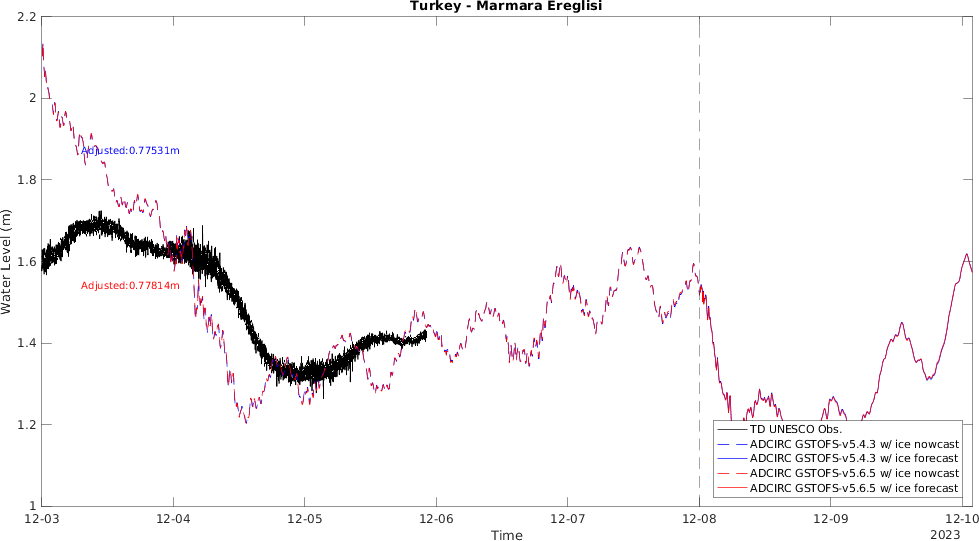 Turkey - Marmara Ereglisi
2.2
2
1.8
1.6
1.4
1.2
1
Water Level (m)
Adjusted:0.77531m
Adjusted:0.77814m
TD UNESCO Obs.
ADCIRC GSTOFS-v5.4.3 w/ ice nowcast
ADCIRC GSTOFS-v5.4.3 w/ ice forecast
ADCIRC GSTOFS-v5.6.5 w/ ice nowcast
ADCIRC GSTOFS-v5.6.5 w/ ice forecast
12-03 12-04 12-05 12-06 12-07 12-08 12-09 12-10
Time
2023